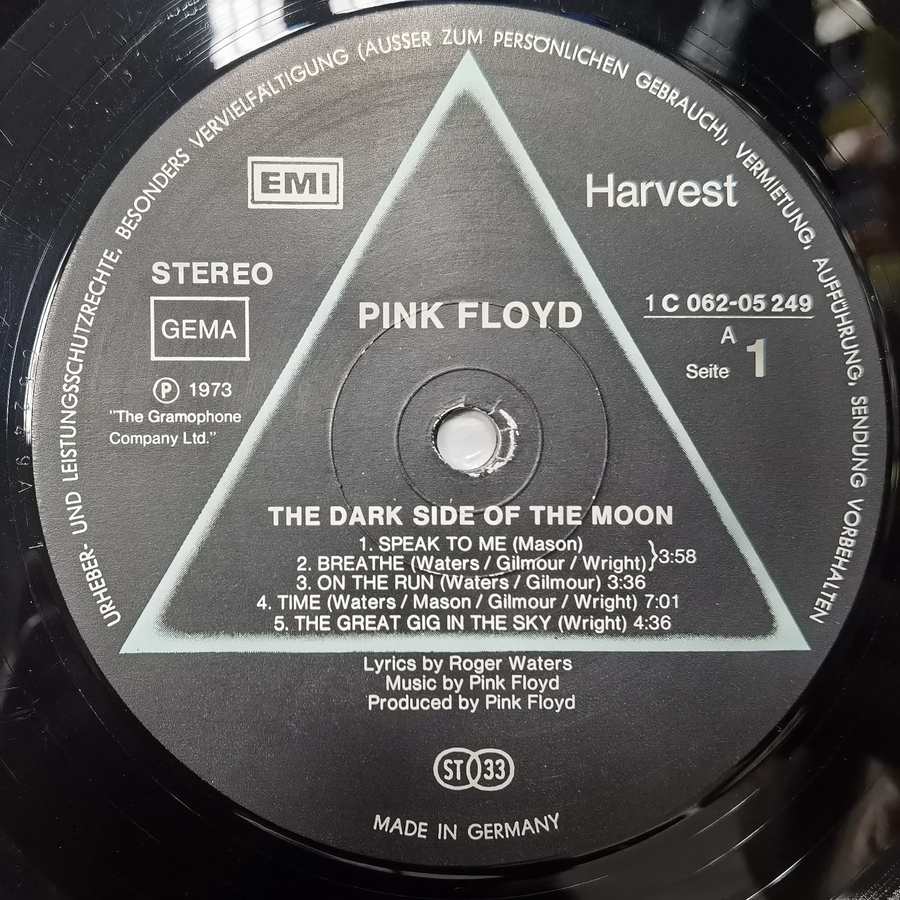 URHEBER- UND LEISTUNGSSCHUTZRECHTE, BESONDERS VERVIELFÄLTIGUNG (AUSSER ZUM PERSÖNLICHEN GEBRAUCH), VERMIETUNG, AUFFÜHRUNG, SENDUNG VORBEHALTEN
EMI
Harvest
STEREO
GEMA
℗ 1973
"The Gramophone
Company Ltd."
PINK FLOYD
1 C 062-05 249
A
Seite 1
THE DARK SIDE OF THE MOON
1. SPEAK TO ME (Mason)
2. BREATHE (Waters / Gilmour / Wright) }3:58
3. ON THE RUN (Waters / Gilmour) 3:36
4. TIME (Waters / Mason / Gilmour / Wright) 7:01
5. THE GREAT GIG IN THE SKY (Wright) 4:36
Lyrics by Roger Waters
Music by Pink Floyd
Produced by Pink Floyd
ST 33
MADE IN GERMANY